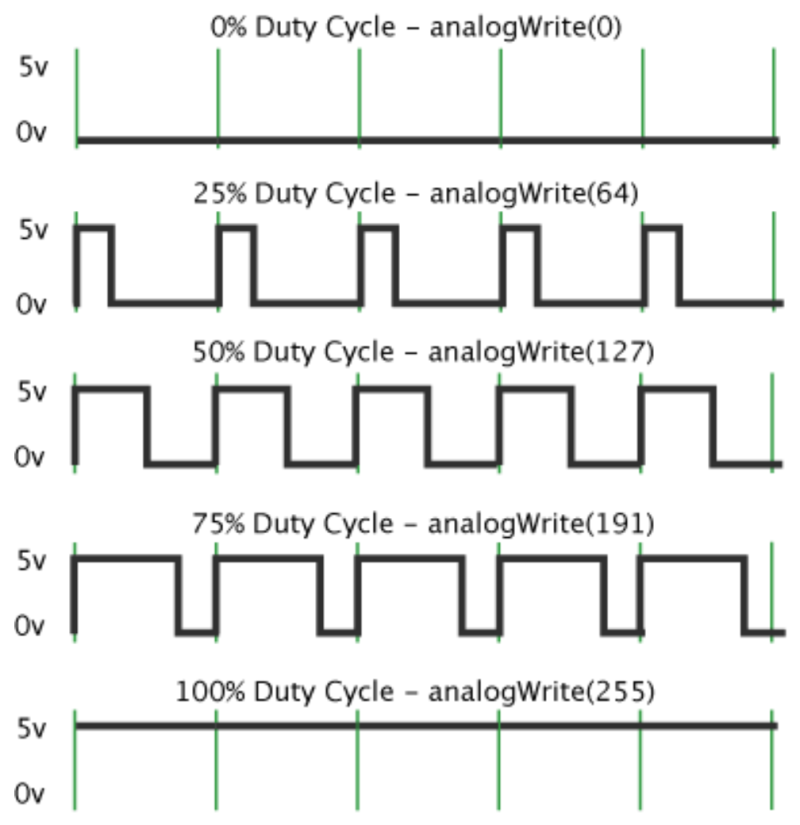 0% Duty Cycle – analogWrite(0)
5v
0v
25% Duty Cycle – analogWrite(64)
5v
0v
50% Duty Cycle – analogWrite(127)
5v
0v
75% Duty Cycle – analogWrite(191)
5v
0v
100% Duty Cycle – analogWrite(255)
5v
0v